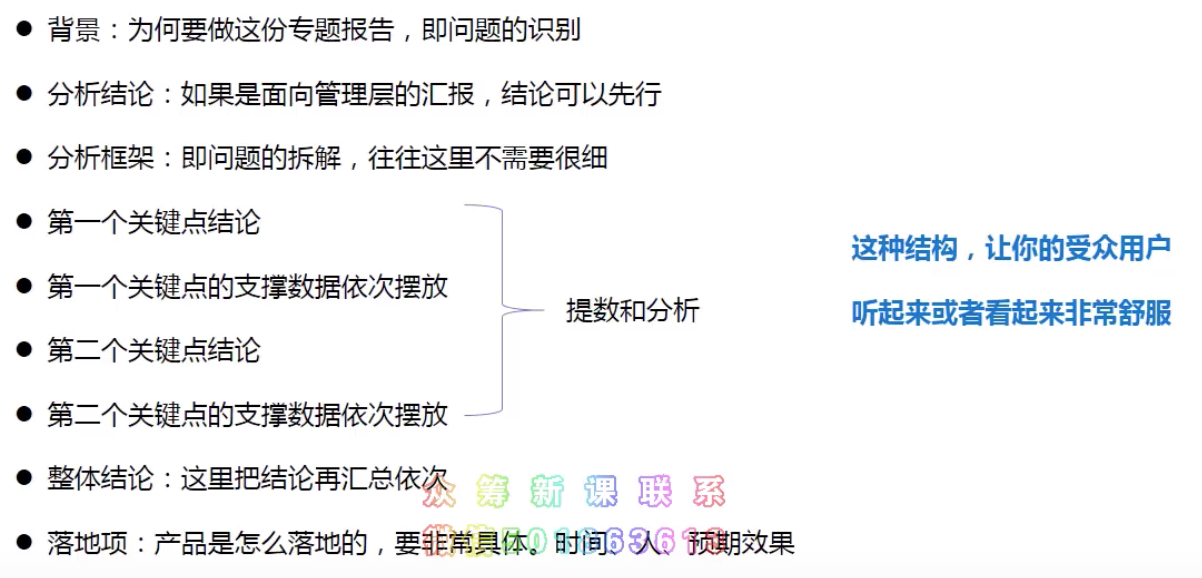 ● 背景：为何要做这份专题报告，即问题的识别
● 分析结论：如果是面向管理层的汇报，结论可以先行
● 分析框架：即问题的拆解，往往这里不需要很细
● 第一个关键点结论
● 第一个关键点的支撑数据依次摆放
● 第二个关键点结论
● 第二个关键点的支撑数据依次摆放
提数和分析
这种结构，让你的受众用户
听起来或者看起来非常舒服
● 整体结论：这里把结论再汇总依次
众筹新课联系
● 落地项：产品是怎么落地的，要非常具体。时间、人、预期效果